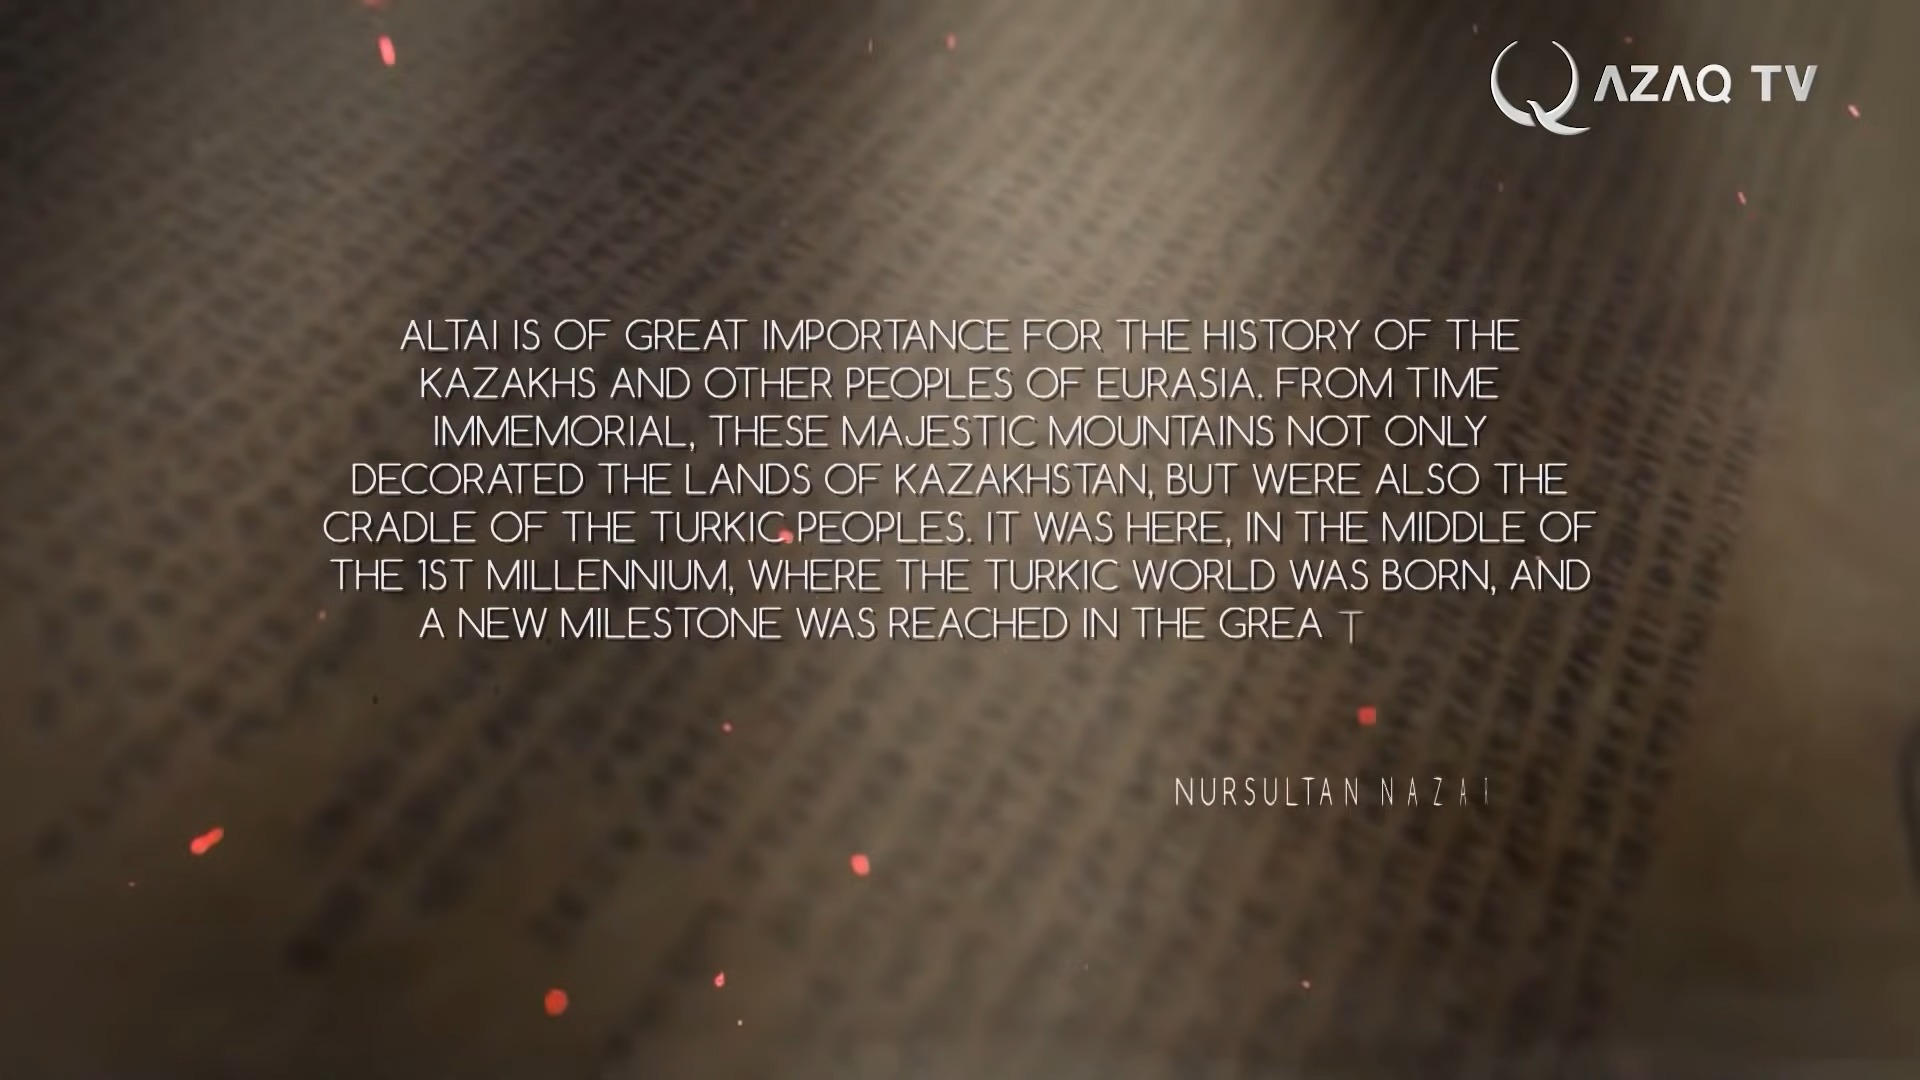 QAZAQ TV
ALTAI IS OF GREAT IMPORTANCE FOR THE HISTORY OF THE
KAZAKHS AND OTHER PEOPLES OF EURASIA. FROM TIME
IMMEMORIAL, THESE MAJESTIC MOUNTAINS NOT ONLY
DECORATED THE LANDS OF KAZAKHSTAN, BUT WERE ALSO THE
CRADLE OF THE TURKIC PEOPLES. IT WAS HERE, IN THE MIDDLE OF
THE 1ST MILLENNIUM, WHERE THE TURKIC WORLD WAS BORN, AND
A NEW MILESTONE WAS REACHED IN THE GREAT
NURSULTAN